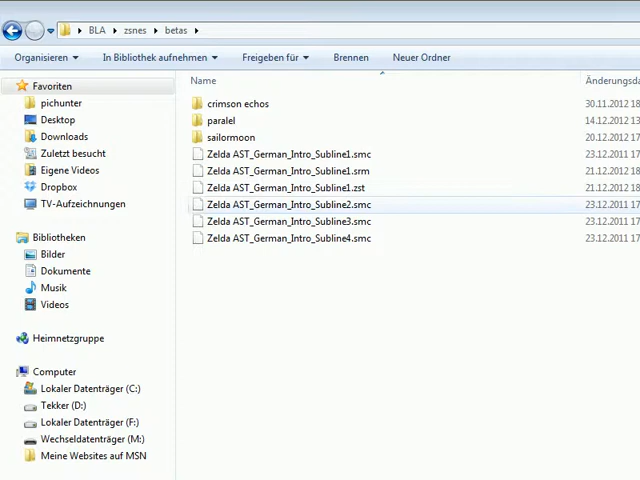 BLA zsnes betas
Organisieren In Bibliothek aufnehmen Freigeben für Brennen Neuer Ordner
Favoriten
pichunter
Desktop
Downloads
Zuletzt besucht
Eigene Videos
Dropbox
TV-Aufzeichnungen
Bibliotheken
Bilder
Dokumente
Musik
Videos
Heimnetzgruppe
Computer
Lokaler Datenträger (C:)
Tekker (D:)
Lokaler Datenträger (F:)
Wechseldatenträger (M:)
Meine Websites auf MSN
Name Änderungsda
crimson echos 30.11.2012 18
paralel 14.12.2012 13
sailormoon 20.12.2012 17
Zelda AST_German_Intro_Subline1.smc 23.12.2011 17
Zelda AST_German_Intro_Subline1.srm 21.12.2012 18
Zelda AST_German_Intro_Subline1.zst 21.12.2012 18
Zelda AST_German_Intro_Subline2.smc 23.12.2011 17
Zelda AST_German_Intro_Subline3.smc 23.12.2011 17
Zelda AST_German_Intro_Subline4.smc 23.12.2011 17